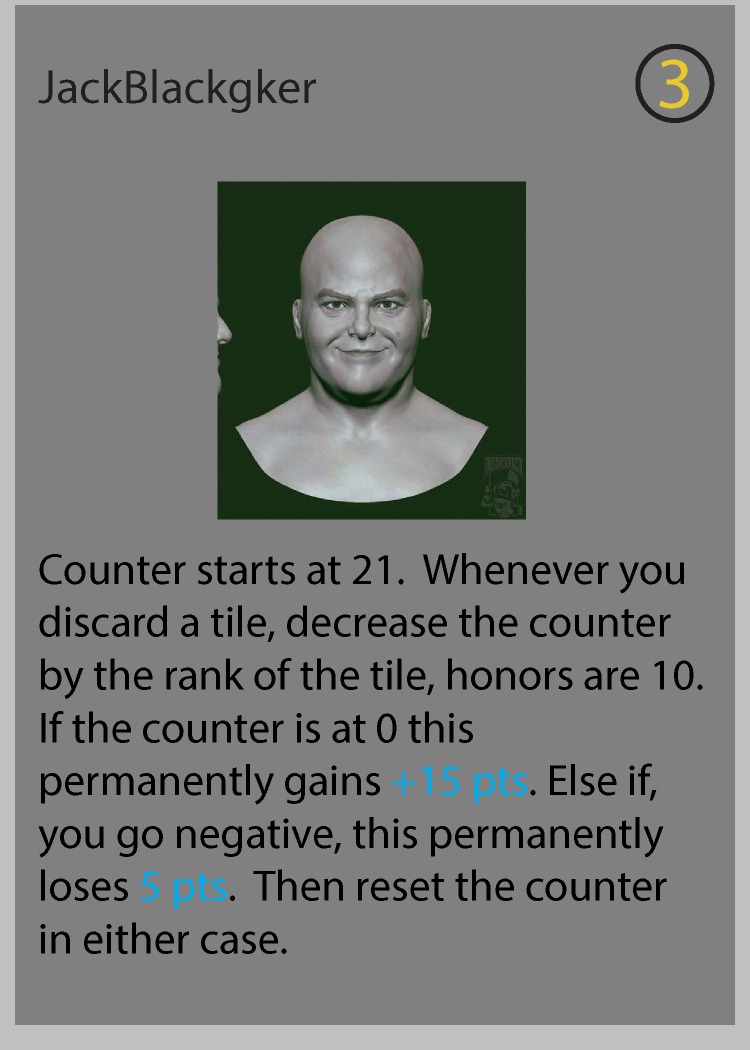 JackBlackgker
3
Counter starts at 21.  Whenever you
discard a tile, decrease the counter
by the rank of the tile, honors are 10.
If the counter is at 0 this
permanently gains +15 pts. Else if,
you go negative, this permanently
loses 5 pts.  Then reset the counter
in either case.